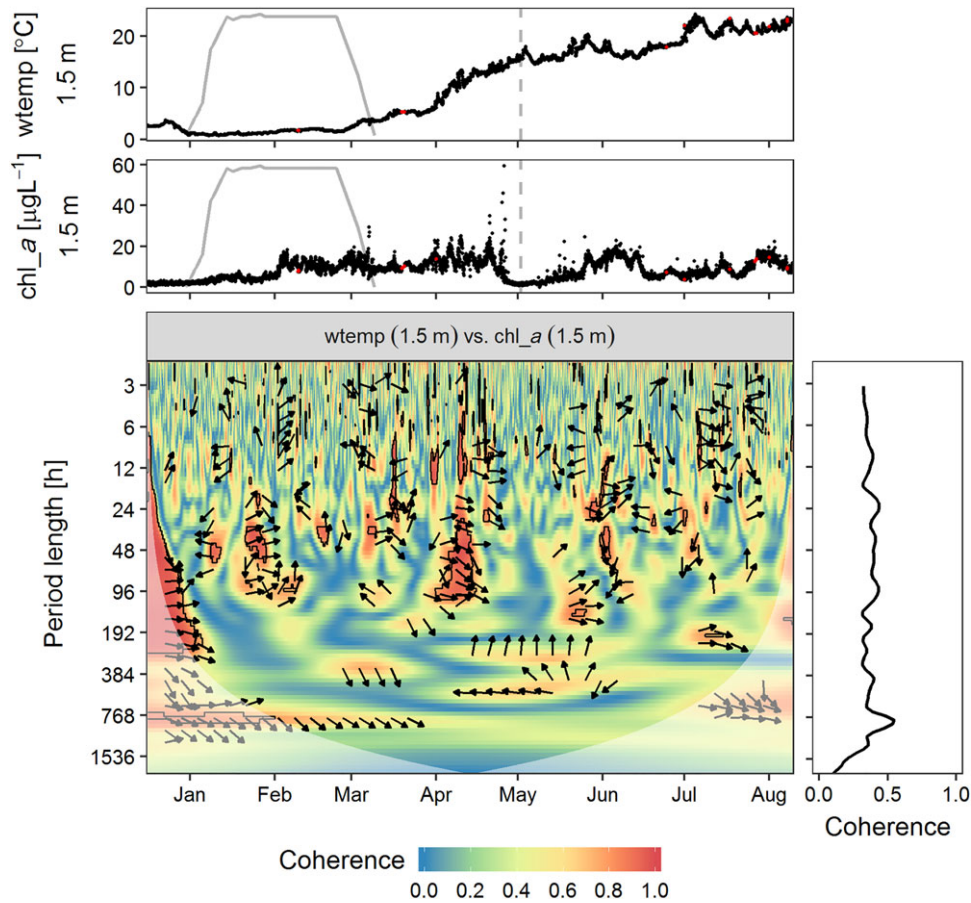 wtemp [°C]
1.5 m
20
10
0
chl_a [µgL⁻¹]
1.5 m
60
40
20
0
wtemp (1.5 m) vs. chl_a (1.5 m)
Period length [h]
3
6
12
24
48
96
192
384
768
1536
Jan Feb Mar Apr May Jun Jul Aug
0.0 0.5 1.0
Coherence
Coherence
0.0 0.2 0.4 0.6 0.8 1.0